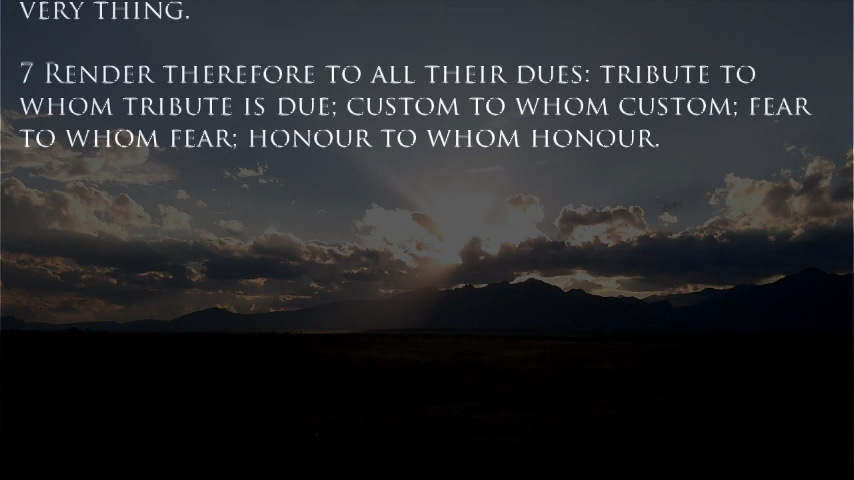 VERY THING.
7 RENDER THEREFORE TO ALL THEIR DUES: TRIBUTE TO
WHOM TRIBUTE IS DUE; CUSTOM TO WHOM CUSTOM; FEAR
TO WHOM FEAR; HONOUR TO WHOM HONOUR.